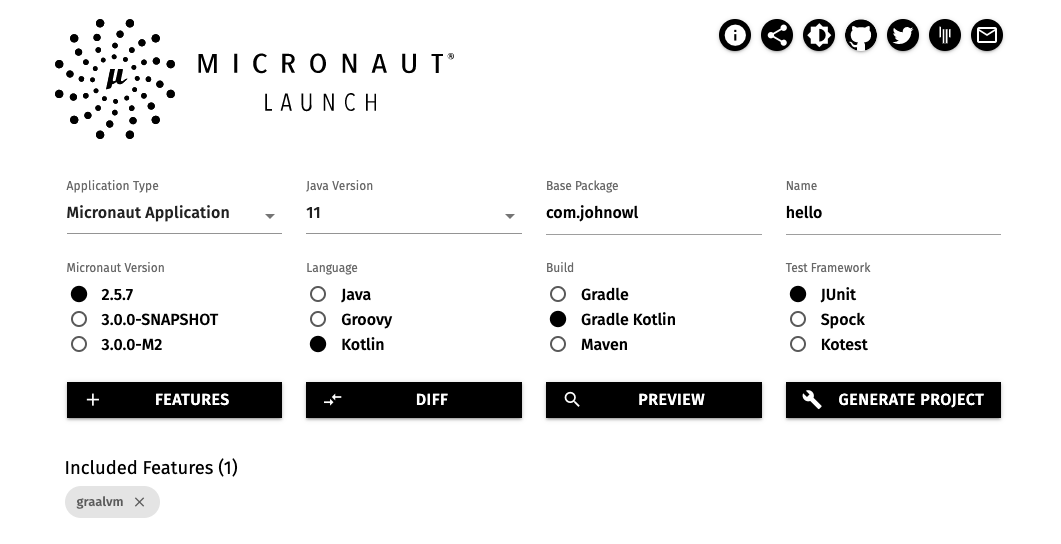 μ
MICRONAUT®
LAUNCH
Application Type
Micronaut Application
Java Version
11
Base Package
com.johnowl
Name
hello
Micronaut Version
2.5.7
3.0.0-SNAPSHOT
3.0.0-M2
Language
Java
Groovy
Kotlin
Build
Gradle
Gradle Kotlin
Maven
Test Framework
JUnit
Spock
Kotest
FEATURES
DIFF
PREVIEW
GENERATE PROJECT
Included Features (1)
graalvm